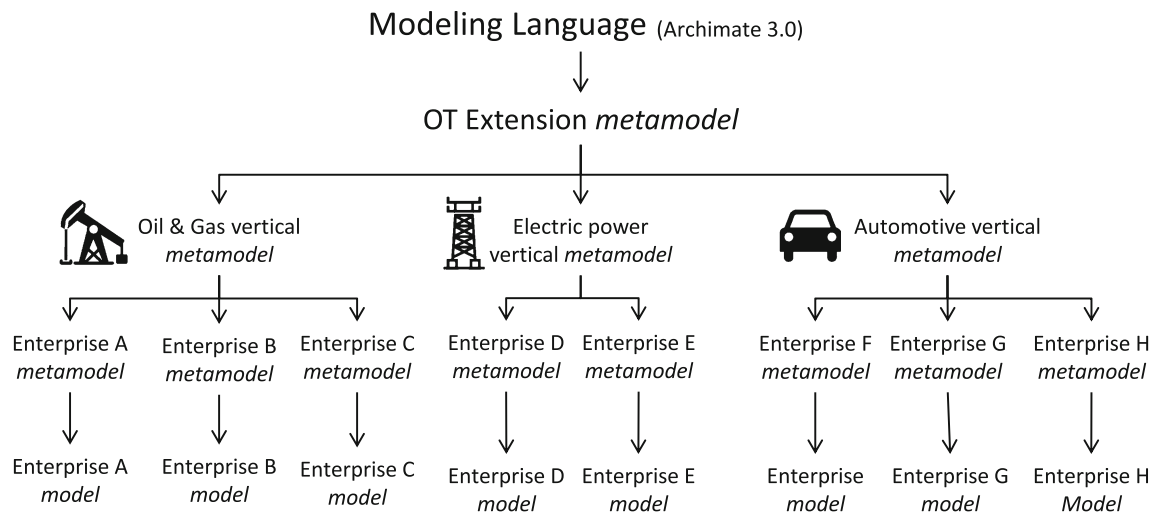 Modeling Language (Archimate 3.0)
OT Extension metamodel
Oil & Gas vertical
metamodel
Electric power
vertical metamodel
Automotive vertical
metamodel
Enterprise A
metamodel
Enterprise B
metamodel
Enterprise C
metamodel
Enterprise D
metamodel
Enterprise E
metamodel
Enterprise F
metamodel
Enterprise G
metamodel
Enterprise H
metamodel
Enterprise A
model
Enterprise B
model
Enterprise C
model
Enterprise D
model
Enterprise E
model
Enterprise
model
Enterprise G
model
Enterprise H
Model